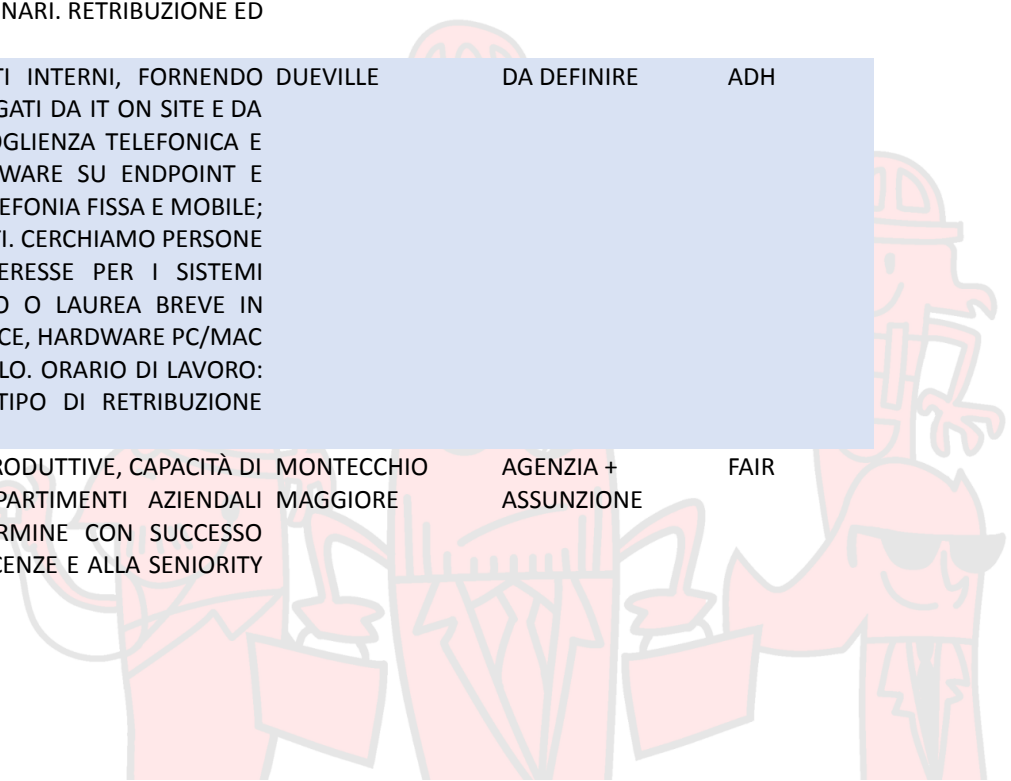 NARI. RETRIBUZIONE ED
TI INTERNI, FORNENDO DUEVILLE DA DEFINIRE ADH
GATI DA IT ON SITE E DA
OGLIENZA TELEFONICA E
WARE SU ENDPOINT E
EFONIA FISSA E MOBILE;
TI. CERCHIAMO PERSONE
ERESSE PER I SISTEMI
O O LAUREA BREVE IN
CE, HARDWARE PC/MAC
LO. ORARIO DI LAVORO:
TIPO DI RETRIBUZIONE
RODUTTIVE, CAPACITÀ DI MONTECCHIO AGENZIA + FAIR
PARTIMENTI AZIENDALI MAGGIORE ASSUNZIONE
RMINE CON SUCCESSO
CENZE E ALLA SENIORITY